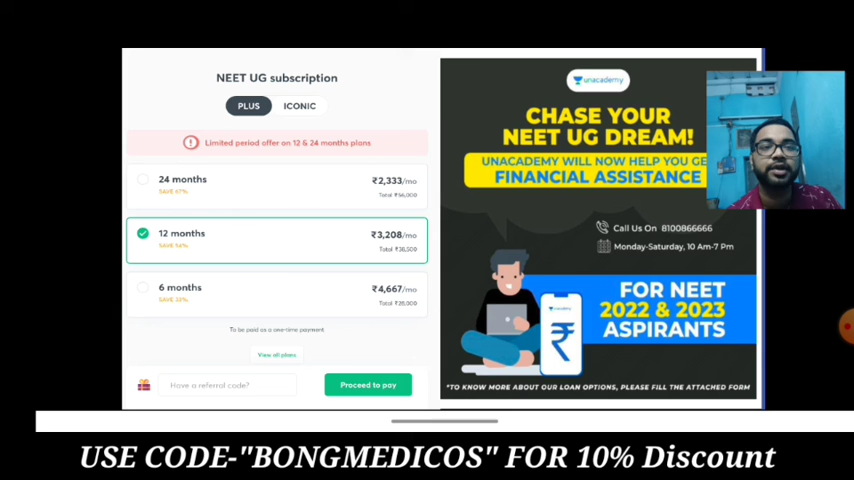 NEET UG subscription
PLUS
ICONIC
Limited period offer on 12 & 24 months plans
24 months
₹2,333/mo
SAVE 67%
Total ₹56,000
12 months
₹3,208/mo
SAVE 54%
Total ₹38,500
6 months
₹4,667/mo
SAVE 33%
Total ₹28,000
To be paid as a one-time payment
View all plans
Have a referral code?
Proceed to pay
unacademy
CHASE YOUR
NEET UG DREAM!
UNACADEMY WILL NOW HELP YOU GE
FINANCIAL ASSISTANCE
Call Us On 8100866666
Monday-Saturday, 10 Am-7 Pm
FOR NEET
2022 & 2023
ASPIRANTS
unacademy
₹
*TO KNOW MORE ABOUT OUR LOAN OPTIONS, PLEASE FILL THE ATTACHED FORM
USE CODE-"BONGMEDICOS" FOR 10% Discount